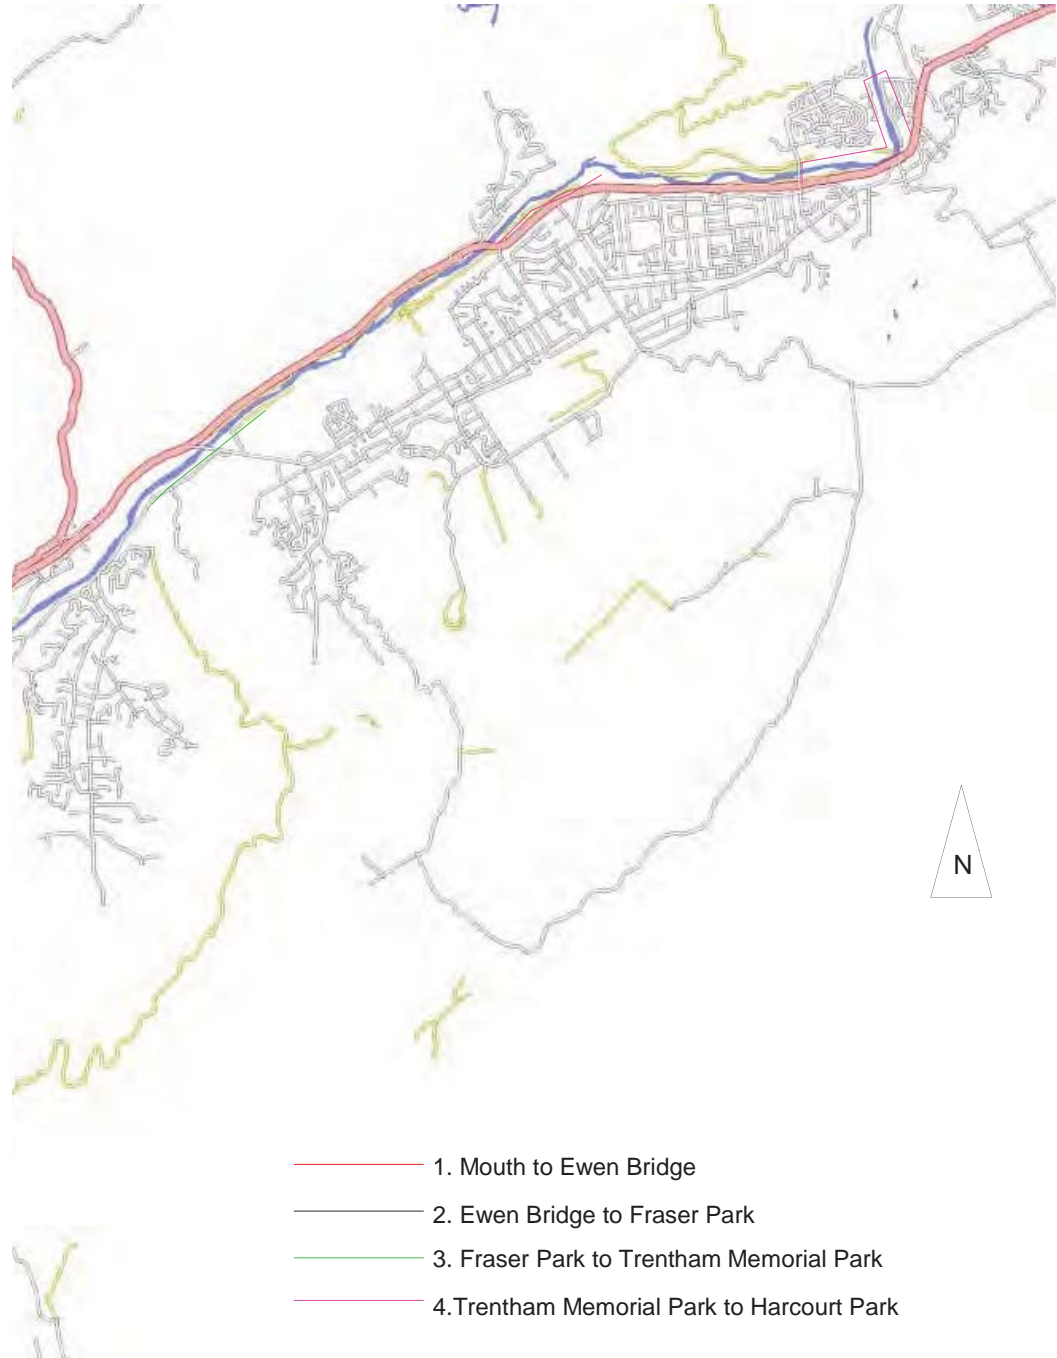 N
1. Mouth to Ewen Bridge
2. Ewen Bridge to Fraser Park
3. Fraser Park to Trentham Memorial Park
4.Trentham Memorial Park to Harcourt Park